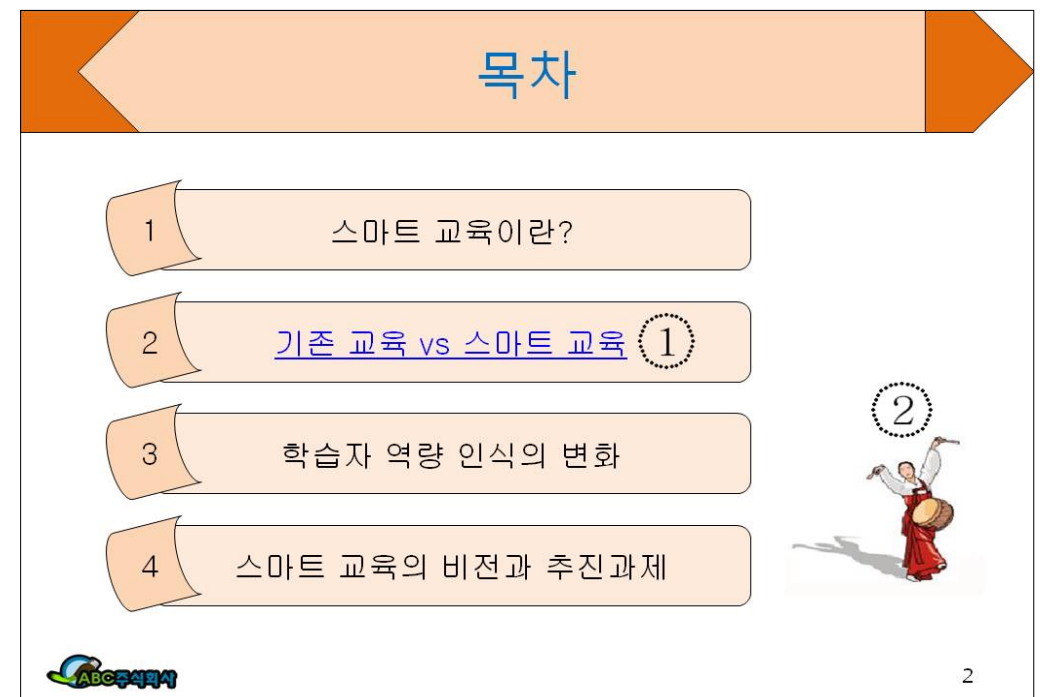 목차
1 스마트 교육이란?
2 기존 교육 vs 스마트 교육 ①
②
3 학습자 역량 인식의 변화
4 스마트 교육의 비전과 추진과제
ABC주식회사
2